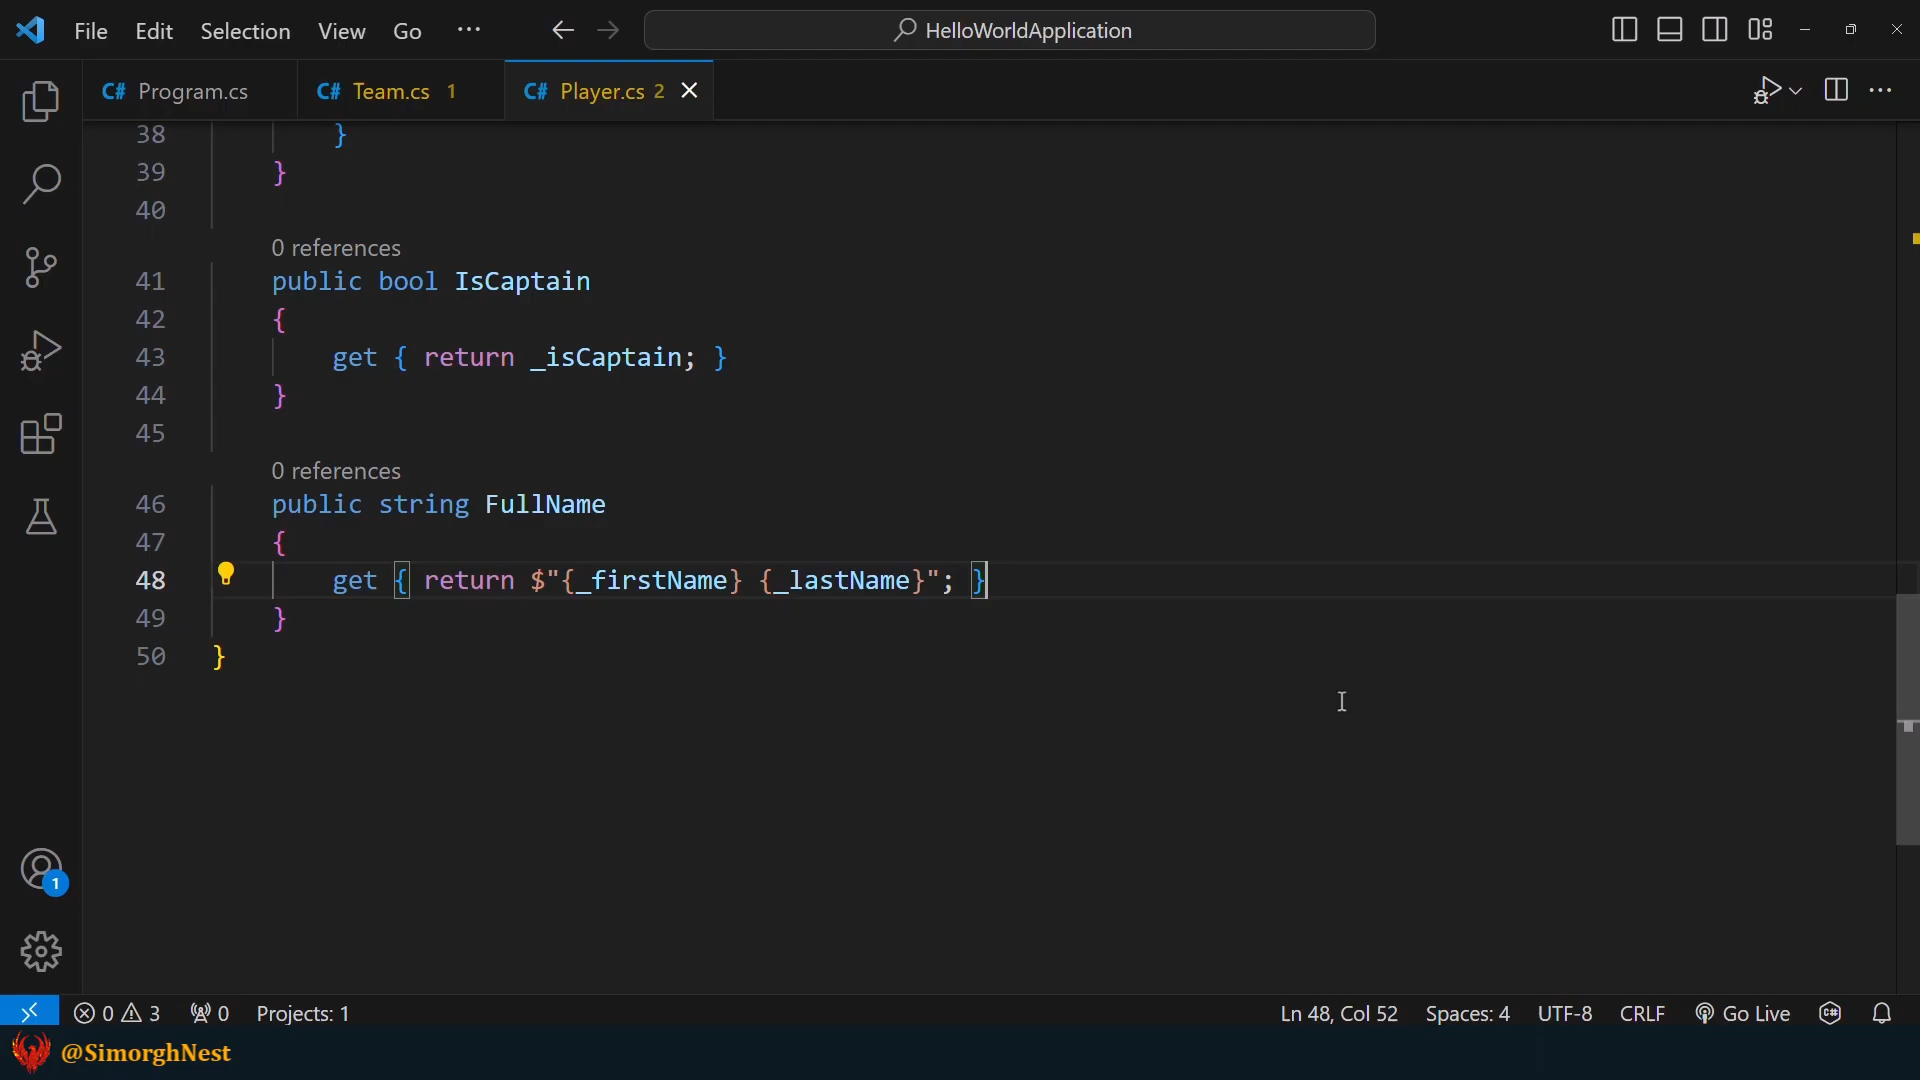 File Edit Selection View Go ··· HelloWorldApplication
C# Program.cs C# Team.cs 1 C# Player.cs 2
38 }
39 }
40
0 references
41 public bool IsCaptain
42 {
43 get { return _isCaptain; }
44 }
45
0 references
46 public string FullName
47 {
48 get { return $"{_firstName} {_lastName}"; }
49 }
50 }
1
0 3 0 Projects: 1 Ln 48, Col 52 Spaces: 4 UTF-8 CRLF Go Live
@SimorghNest